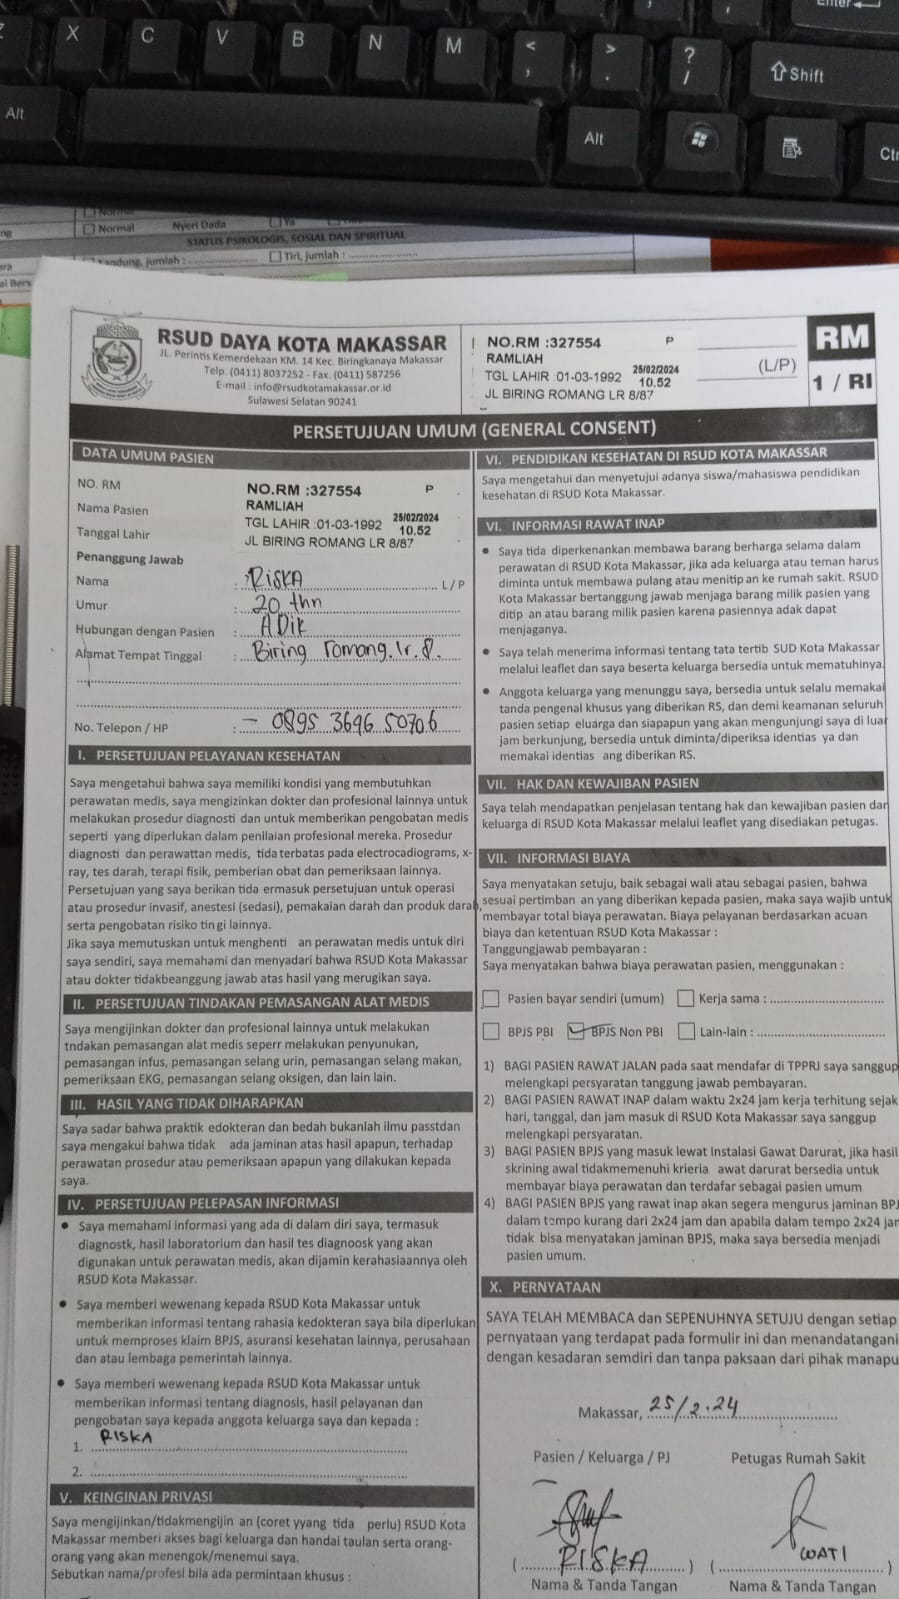 Enter
X C V B N M < , > . ? / Shift
Alt Alt Ctr
Normal Nyeri Dada Ya
STATUS PSIKOLOGIS, SOSIAL DAN SPIRITUAL
Kandung, jumlah : Tiri, jumlah :
RSUD DAYA KOTA MAKASSAR
JL. Perintis Kemerdekaan KM. 14 Kec. Biringkanaya Makassar
Telp. (0411) 8037252 - Fax. (0411) 587256
E-mail : info@rsudkotamakassar.or.id
Sulawesi Selatan 90241
NO.RM :327554 P
RAMLIAH
TGL LAHIR :01-03-1992 25/02/2024 10.52
JL BIRING ROMANG LR 8/87
(L/P)
RM
1 / RI
PERSETUJUAN UMUM (GENERAL CONSENT)
DATA UMUM PASIEN
NO. RM
Nama Pasien
Tanggal Lahir
NO.RM :327554 P
RAMLIAH
TGL LAHIR :01-03-1992 25/02/2024 10.52
JL BIRING ROMANG LR 8/87
Penanggung Jawab
Nama : RISKA L / P
Umur : 20 thn
Hubungan dengan Pasien : ADIK
Alamat Tempat Tinggal : Biring romang. lr. 8.
No. Telepon / HP : - 0895 3696 50706
I. PERSETUJUAN PELAYANAN KESEHATAN
Saya mengetahui bahwa saya memiliki kondisi yang membutuhkan
perawatan medis, saya mengizinkan dokter dan profesional lainnya untuk
melakukan prosedur diagnosti dan untuk memberikan pengobatan medis
seperti yang diperlukan dalam penilaian profesional mereka. Prosedur
diagnosti dan perawattan medis, tida terbatas pada electrocadiograms, x-
ray, tes darah, terapi fisik, pemberian obat dan pemeriksaan lainnya.
Persetujuan yang saya berikan tida ermasuk persetujuan untuk operasi
atau prosedur invasif, anestesi (sedasi), pemakaian darah dan produk darah,
serta pengobatan risiko tin gi lainnya.
Jika saya memutuskan untuk menghenti an perawatan medis untuk diri
saya sendiri, saya memahami dan menyadari bahwa RSUD Kota Makassar
atau dokter tidakbeanggung jawab atas hasil yang merugikan saya.
II. PERSETUJUAN TINDAKAN PEMASANGAN ALAT MEDIS
Saya mengijinkan dokter dan profesional lainnya untuk melakukan
tndakan pemasangan alat medis seperr melakukan penyunukan,
pemasangan infus, pemasangan selang urin, pemasangan selang makan,
pemeriksaan EKG, pemasangan selang oksigen, dan lain lain.
III. HASIL YANG TIDAK DIHARAPKAN
Saya sadar bahwa praktik edokteran dan bedah bukanlah ilmu passtdan
saya mengakui bahwa tidak ada jaminan atas hasil apapun, terhadap
perawatan prosedur atau pemeriksaan apapun yang dilakukan kepada
saya.
IV. PERSETUJUAN PELEPASAN INFORMASI
• Saya memahami informasi yang ada di dalam diri saya, termasuk
diagnostk, hasil laboratorium dan hasil tes diagnoosk yang akan
digunakan untuk perawatan medis, akan dijamin kerahasiaannya oleh
RSUD Kota Makassar.
• Saya memberi wewenang kepada RSUD Kota Makassar untuk
memberikan informasi tentang rahasia kedokteran saya bila diperlukan
untuk memproses klaim BPJS, asuransi kesehatan lainnya, perusahaan
dan atau lembaga pemerintah lainnya.
• Saya memberi wewenang kepada RSUD Kota Makassar untuk
memberikan informasi tentang diagnosis, hasil pelayanan dan
pengobatan saya kepada anggota keluarga saya dan kepada :
1. RISKA
2.
V. KEINGINAN PRIVASI
Saya mengijinkan/tidakmengijin an (coret yyang tida perlu) RSUD Kota
Makassar memberi akses bagi keluarga dan handai taulan serta orang-
orang yang akan menengok/menemui saya.
Sebutkan nama/profesi bila ada permintaan khusus :
VI. PENDIDIKAN KESEHATAN DI RSUD KOTA MAKASSAR
Saya mengetahui dan menyetujui adanya siswa/mahasiswa pendidikan
kesehatan di RSUD Kota Makassar.
VI. INFORMASI RAWAT INAP
• Saya tida diperkenankan membawa barang berharga selama dalam
perawatan di RSUD Kota Makassar, jika ada keluarga atau teman harus
diminta untuk membawa pulang atau menitip an ke rumah sakit. RSUD
Kota Makassar bertanggung jawab menjaga barang milik pasien yang
ditip an atau barang milik pasien karena pasiennya adak dapat
menjaganya.
• Saya telah menerima informasi tentang tata tertib SUD Kota Makassar
melalui leaflet dan saya beserta keluarga bersedia untuk mematuhinya.
• Anggota keluarga yang menunggu saya, bersedia untuk selalu memakai
tanda pengenal khusus yang diberikan RS, dan demi keamanan seluruh
pasien setiap eluarga dan siapapun yang akan mengunjungi saya di luar
jam berkunjung, bersedia untuk diminta/diperiksa identias ya dan
memakai identias ang diberikan RS.
VII. HAK DAN KEWAJIBAN PASIEN
Saya telah mendapatkan penjelasan tentang hak dan kewajiban pasien dan
keluarga di RSUD Kota Makassar melalui leaflet yang disediakan petugas.
VII. INFORMASI BIAYA
Saya menyatakan setuju, baik sebagai wali atau sebagai pasien, bahwa
sesuai pertimban an yang diberikan kepada pasien, maka saya wajib untuk
membayar total biaya perawatan. Biaya pelayanan berdasarkan acuan
biaya dan ketentuan RSUD Kota Makassar :
Tanggungjawab pembayaran :
Saya menyatakan bahwa biaya perawatan pasien, menggunakan :
Pasien bayar sendiri (umum) Kerja sama :
BPJS PBI BPJS Non PBI Lain-lain :
1) BAGI PASIEN RAWAT JALAN pada saat mendafar di TPPRJ saya sanggup
melengkapi persyaratan tanggung jawab pembayaran.
2) BAGI PASIEN RAWAT INAP dalam waktu 2x24 jam kerja terhitung sejak
hari, tanggal, dan jam masuk di RSUD Kota Makassar saya sanggup
melengkapi persyaratan.
3) BAGI PASIEN BPJS yang masuk lewat Instalasi Gawat Darurat, jika hasil
skrining awal tidakmemenuhi krieria awat darurat bersedia untuk
membayar biaya perawatan dan terdafar sebagai pasien umum
4) BAGI PASIEN BPJS yang rawat inap akan segera mengurus jaminan BPJ
dalam tempo kurang dari 2x24 jam dan apabila dalam tempo 2x24 jar
tidak bisa menyatakan jaminan BPJS, maka saya bersedia menjadi
pasien umum.
X. PERNYATAAN
SAYA TELAH MEMBACA dan SEPENUHNYA SETUJU dengan setiap
pernyataan yang terdapat pada formulir ini dan menandatangani
dengan kesadaran semdiri dan tanpa paksaan dari pihak manapu
Makassar, 25/2.24
Pasien / Keluarga / PJ Petugas Rumah Sakit
( RISKA ) ( WATI )
Nama & Tanda Tangan Nama & Tanda Tangan